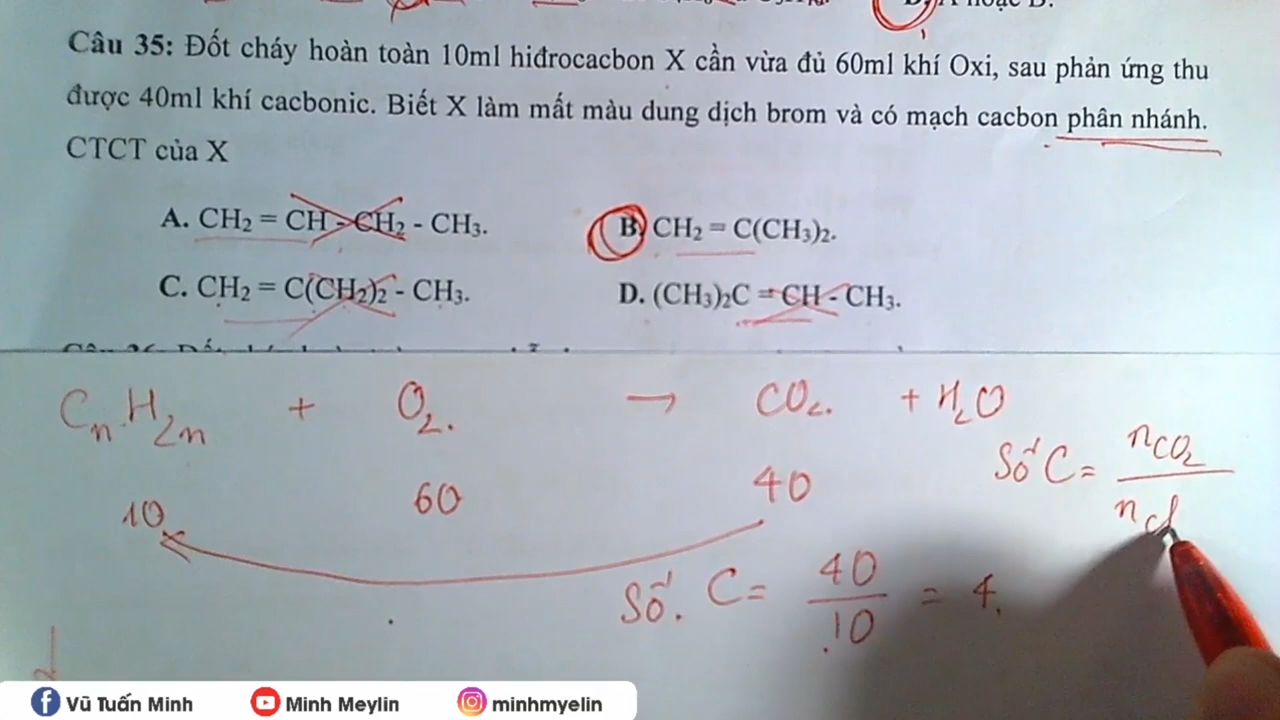 Câu 35: Đốt cháy hoàn toàn 10ml hiđrocacbon X cần vừa đủ 60ml khí Oxi, sau phản ứng thu
được 40ml khí cacbonic. Biết X làm mất màu dung dịch brom và có mạch cacbon phân nhánh.
CTCT của X
A. CH₂ = CH - CH₂ - CH₃.
B. CH₂ = C(CH₃)₂.
C. CH₂ = C(CH₂)₂ - CH₃.
D. (CH₃)₂C = CH - CH₃.
CₙH₂ₙ + O₂. → CO₂. + H₂O
10 60 40
Số C = nCO₂ / n
Số. C = 40 / 10 = 4.
Vũ Tuấn Minh Minh Meylin minhmyelin